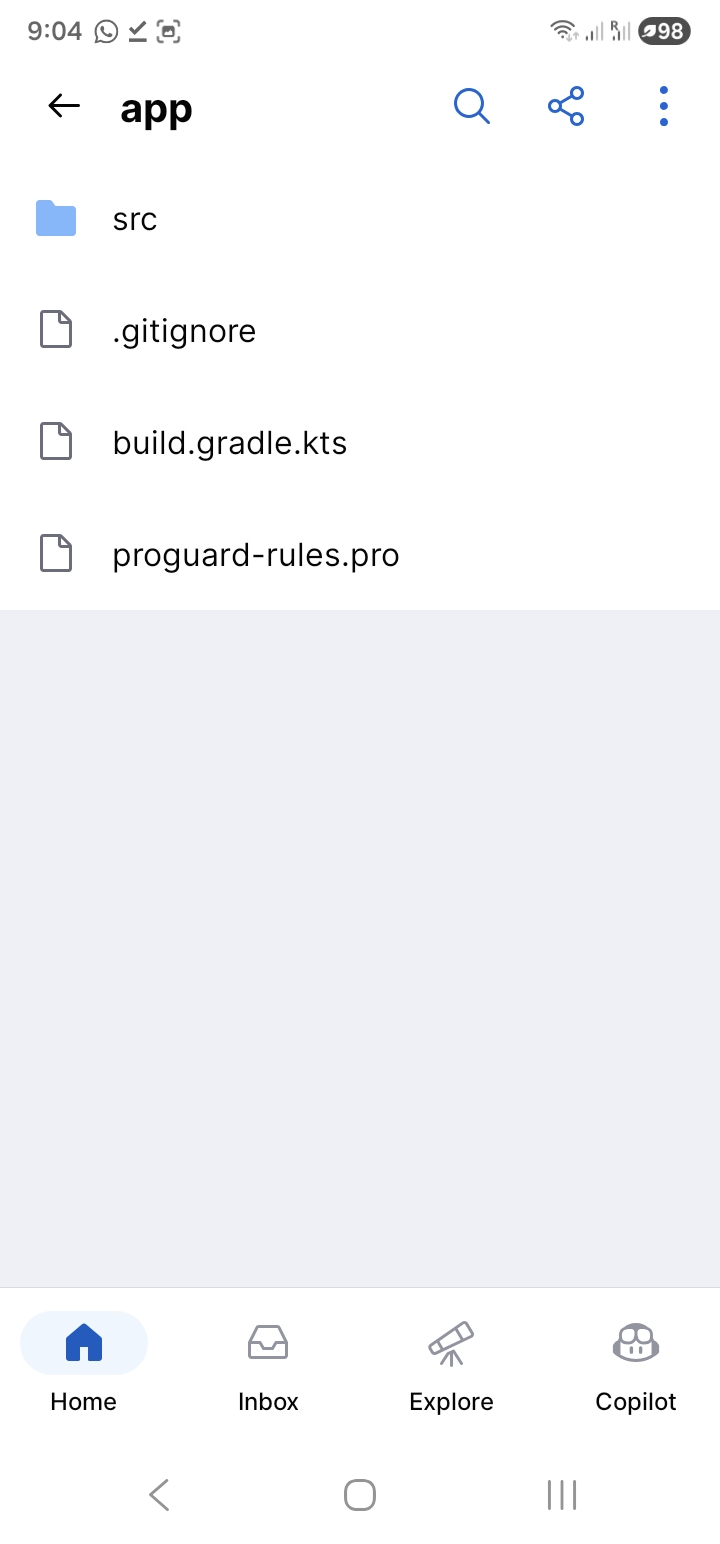 9:04
R
98
app
src
.gitignore
build.gradle.kts
proguard-rules.pro
Home
Inbox
Explore
Copilot